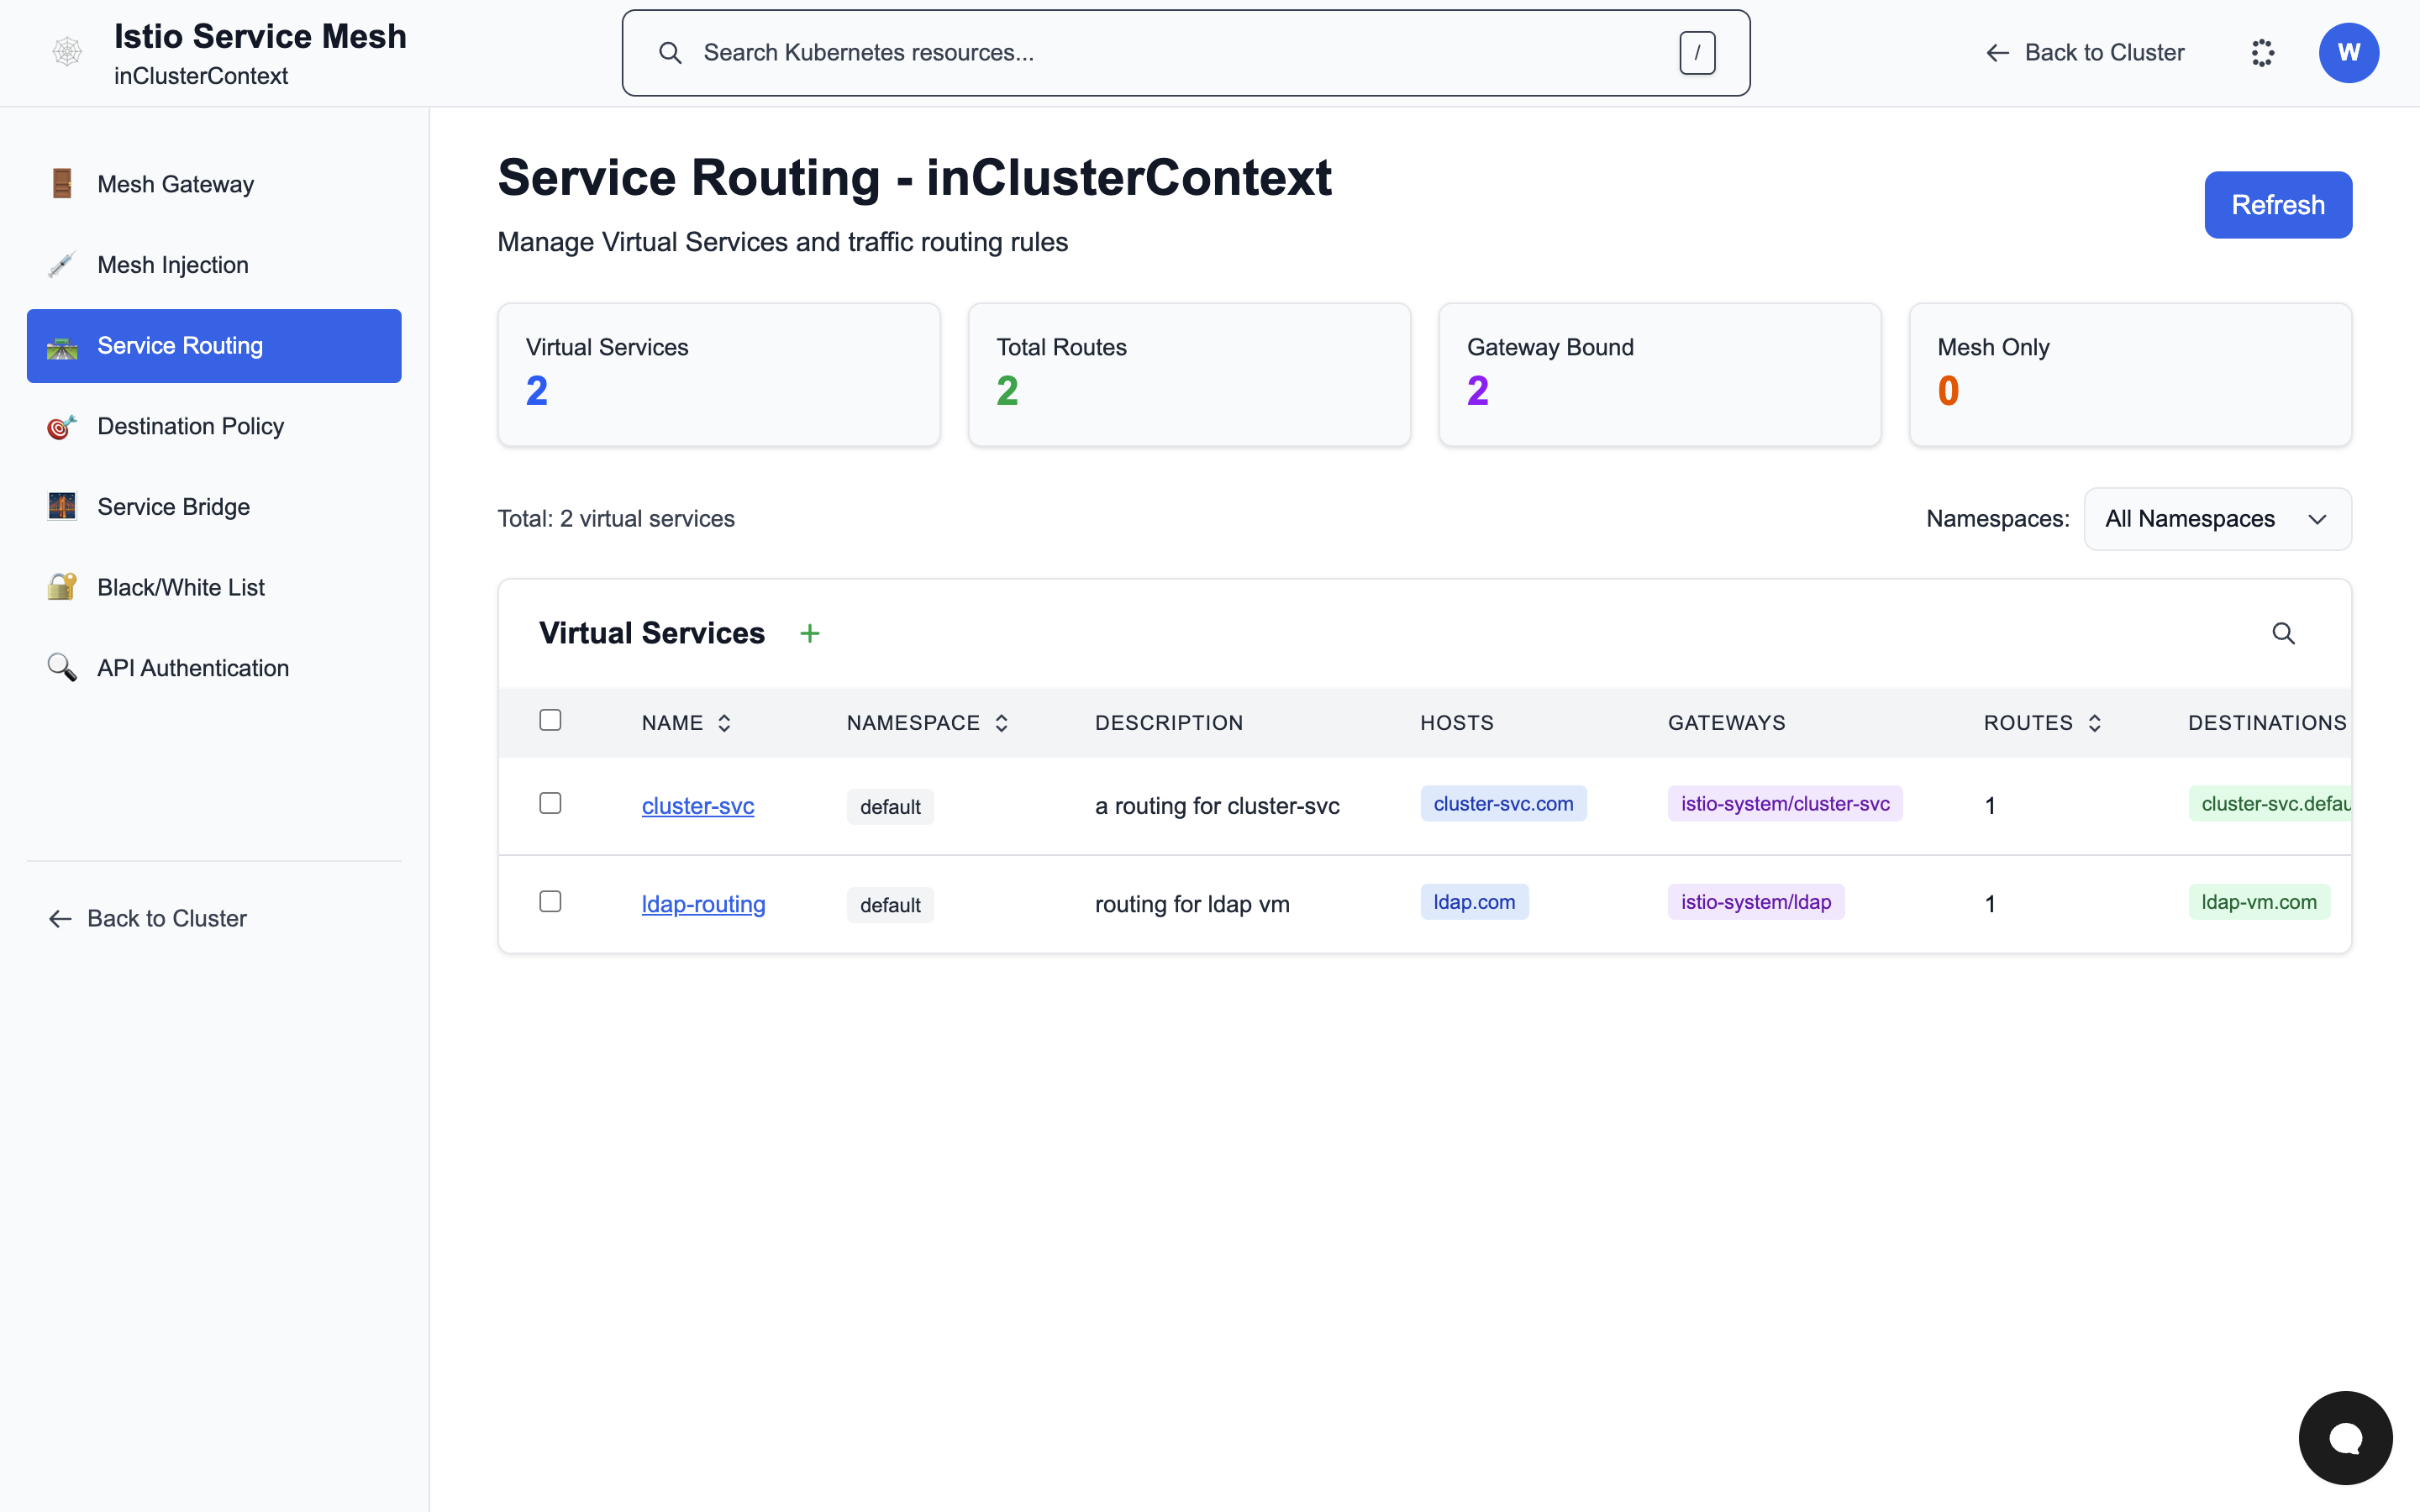 Istio Service Mesh
inClusterContext
Search Kubernetes resources...
/
Back to Cluster
W
Mesh Gateway
Mesh Injection
Service Routing
Destination Policy
Service Bridge
Black/White List
API Authentication
Back to Cluster
Service Routing - inClusterContext
Manage Virtual Services and traffic routing rules
Refresh
Virtual Services
2
Total Routes
2
Gateway Bound
2
Mesh Only
0
Total: 2 virtual services
Namespaces: All Namespaces
Virtual Services +
NAME NAMESPACE DESCRIPTION HOSTS GATEWAYS ROUTES DESTINATIONS
cluster-svc default a routing for cluster-svc cluster-svc.com istio-system/cluster-svc 1 cluster-svc.defau
ldap-routing default routing for ldap vm ldap.com istio-system/ldap 1 ldap-vm.com